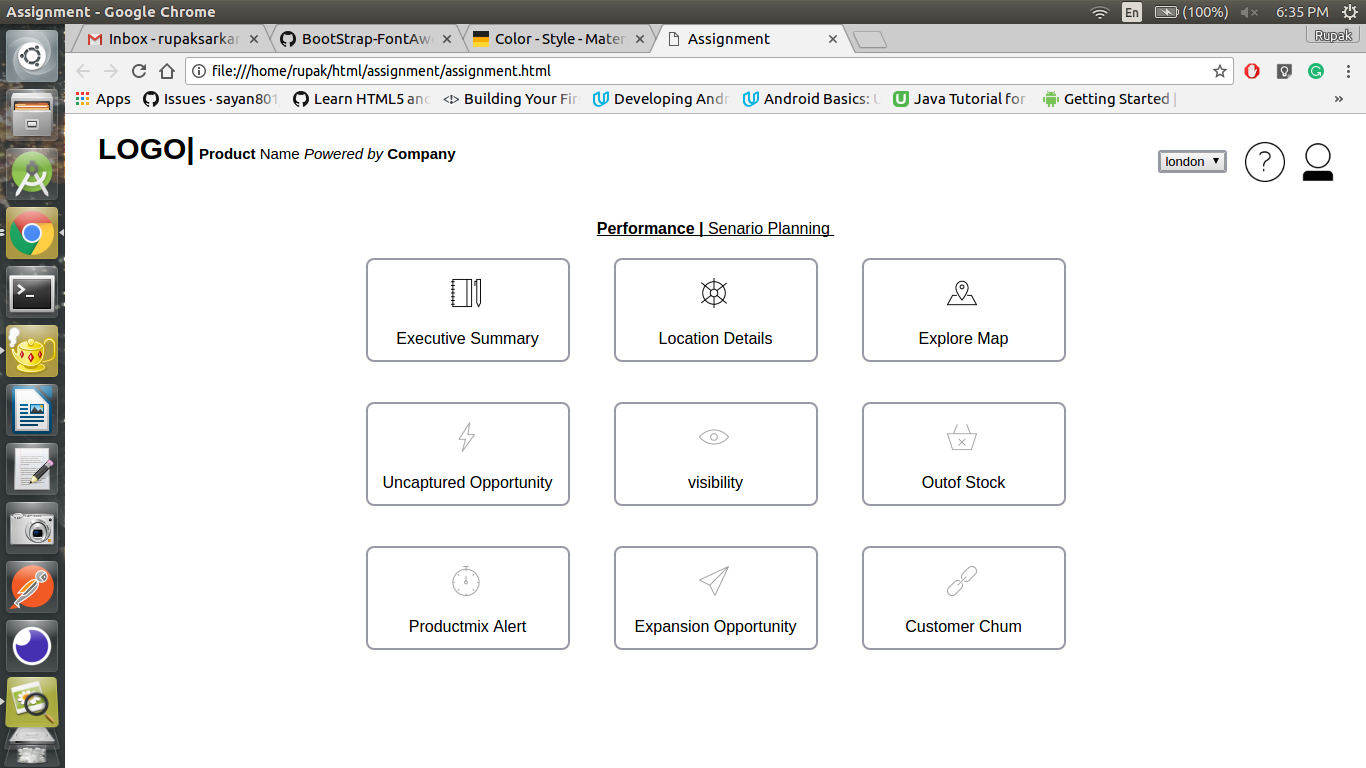 Assignment - Google Chrome
En (100%) 6:35 PM
Inbox - rupaksarkar
BootStrap-FontAw
Color - Style - Mater
Assignment
Rupak
file:///home/rupak/html/assignment/assignment.html
Apps Issues · sayan801 Learn HTML5 an Building Your Fir Developing Andr Android Basics: Java Tutorial for Getting Started »
LOGO| Product Name Powered by Company
london
?
Performance | Senario Planning
Executive Summary
Location Details
Explore Map
Uncaptured Opportunity
visibility
Outof Stock
Productmix Alert
Expansion Opportunity
Customer Chum